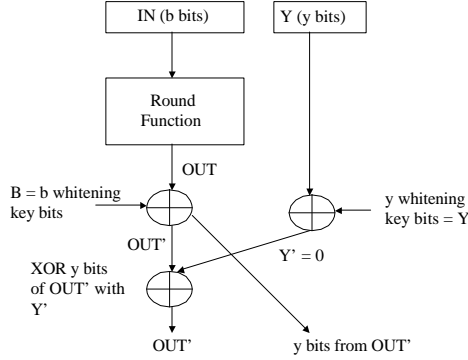 IN (b bits)
Y (y bits)
Round
Function
OUT
B = b whitening
key bits
y whitening
key bits = Y
OUT’
Y’ = 0
XOR y bits
of OUT’ with
Y’
OUT’
y bits from OUT’